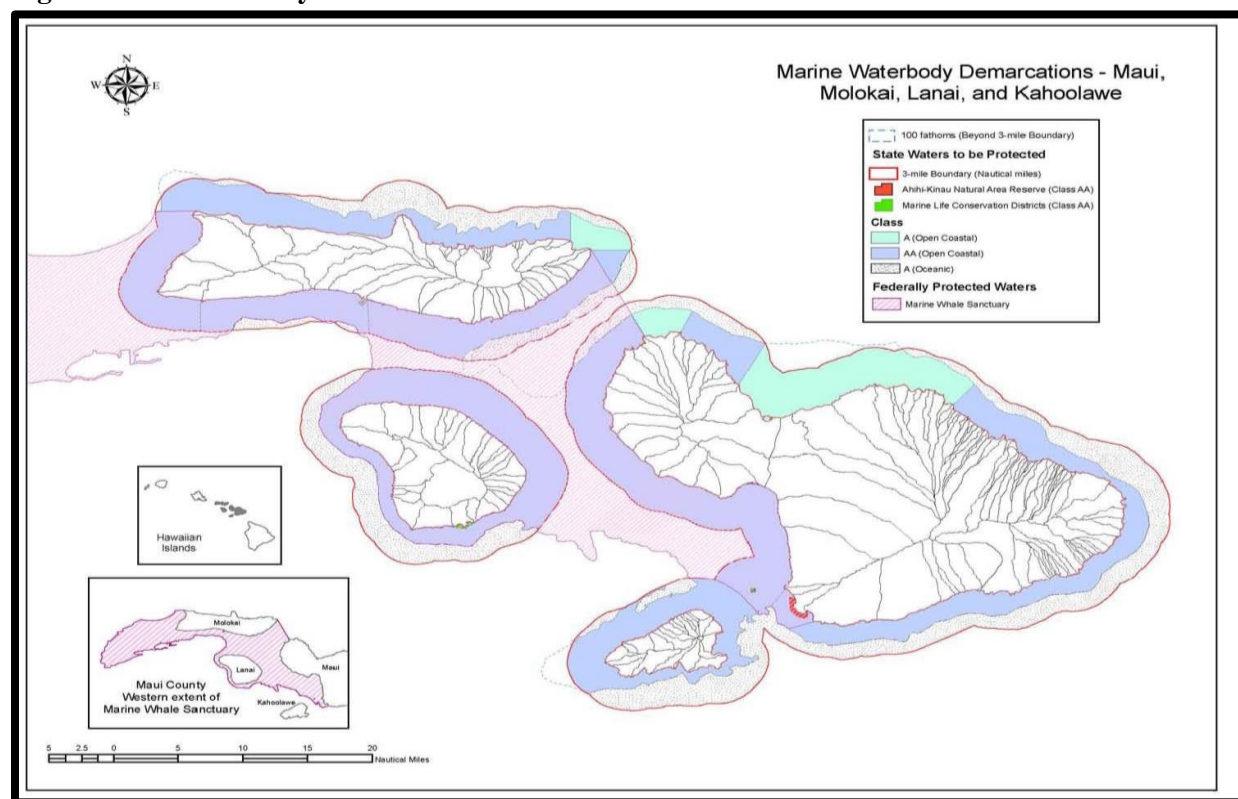 N
W E
S
Marine Waterbody Demarcations - Maui,
Molokai, Lanai, and Kahoolawe
100 fathoms (Beyond 3-mile Boundary)
State Waters to be Protected
3-mile Boundary (Nautical miles)
Ahihi-Kinau Natural Area Reserve (Class AA)
Marine Life Conservation Districts (Class AA)
Class
A (Open Coastal)
AA (Open Coastal)
A (Oceanic)
Federally Protected Waters
Marine Whale Sanctuary
Hawaiian
Islands
Molokai
Lanai
Maui
Kahoolawe
Maui County
Western extent of
Marine Whale Sanctuary
5 2.5 0 5 10 15 20
Nautical Miles